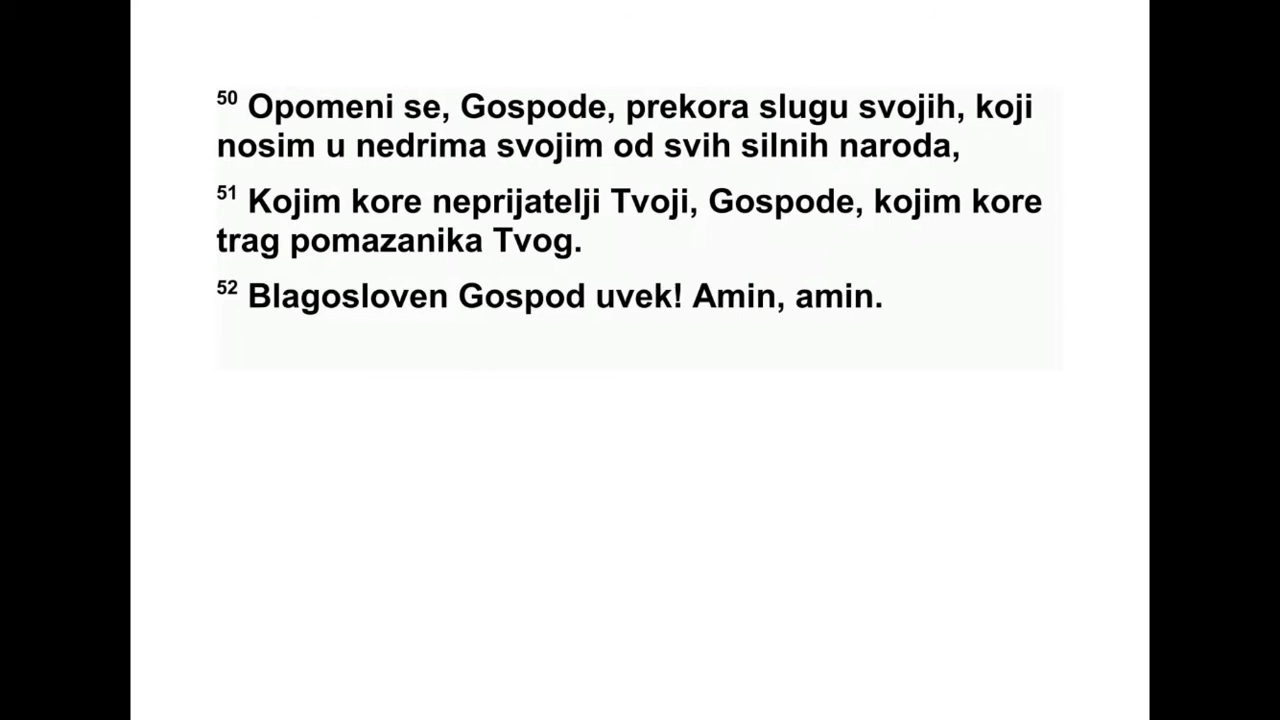 50 Opomeni se, Gospode, prekora slugu svojih, koji
nosim u nedrima svojim od svih silnih naroda,
51 Kojim kore neprijatelji Tvoji, Gospode, kojim kore
trag pomazanika Tvog.
52 Blagosloven Gospod uvek! Amin, amin.